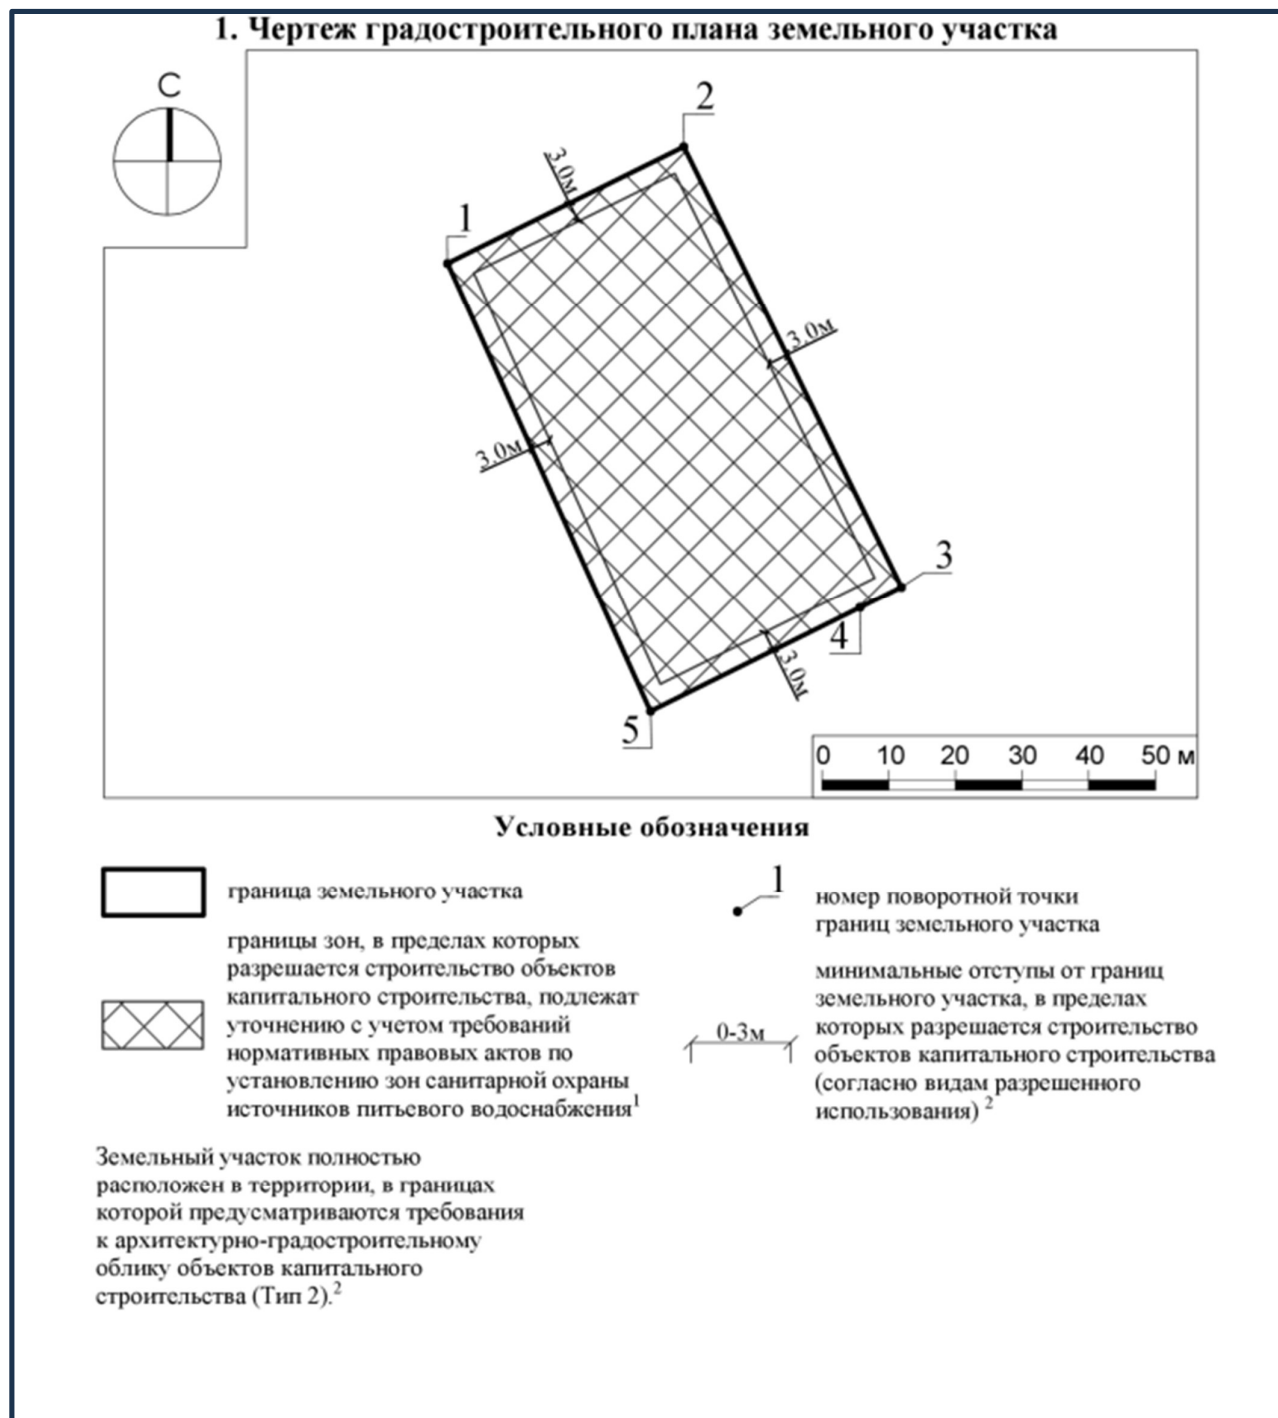 1. Чертеж градостроительного плана земельного участка
С
2
3,0м
1
3,0м
3,0м
3
4
3,0м
5
0 10 20 30 40 50 м
Условные обозначения
граница земельного участка
границы зон, в пределах которых
разрешается строительство объектов
капитального строительства, подлежат
уточнению с учетом требований
нормативных правовых актов по
установлению зон санитарной охраны
источников питьевого водоснабжения¹
1
номер поворотной точки
границ земельного участка
0-3м
минимальные отступы от границ
земельного участка, в пределах
которых разрешается строительство
объектов капитального строительства
(согласно видам разрешенного
использования) ²
Земельный участок полностью
расположен в территории, в границах
которой предусматриваются требования
к архитектурно-градостроительному
облику объектов капитального
строительства (Тип 2).²